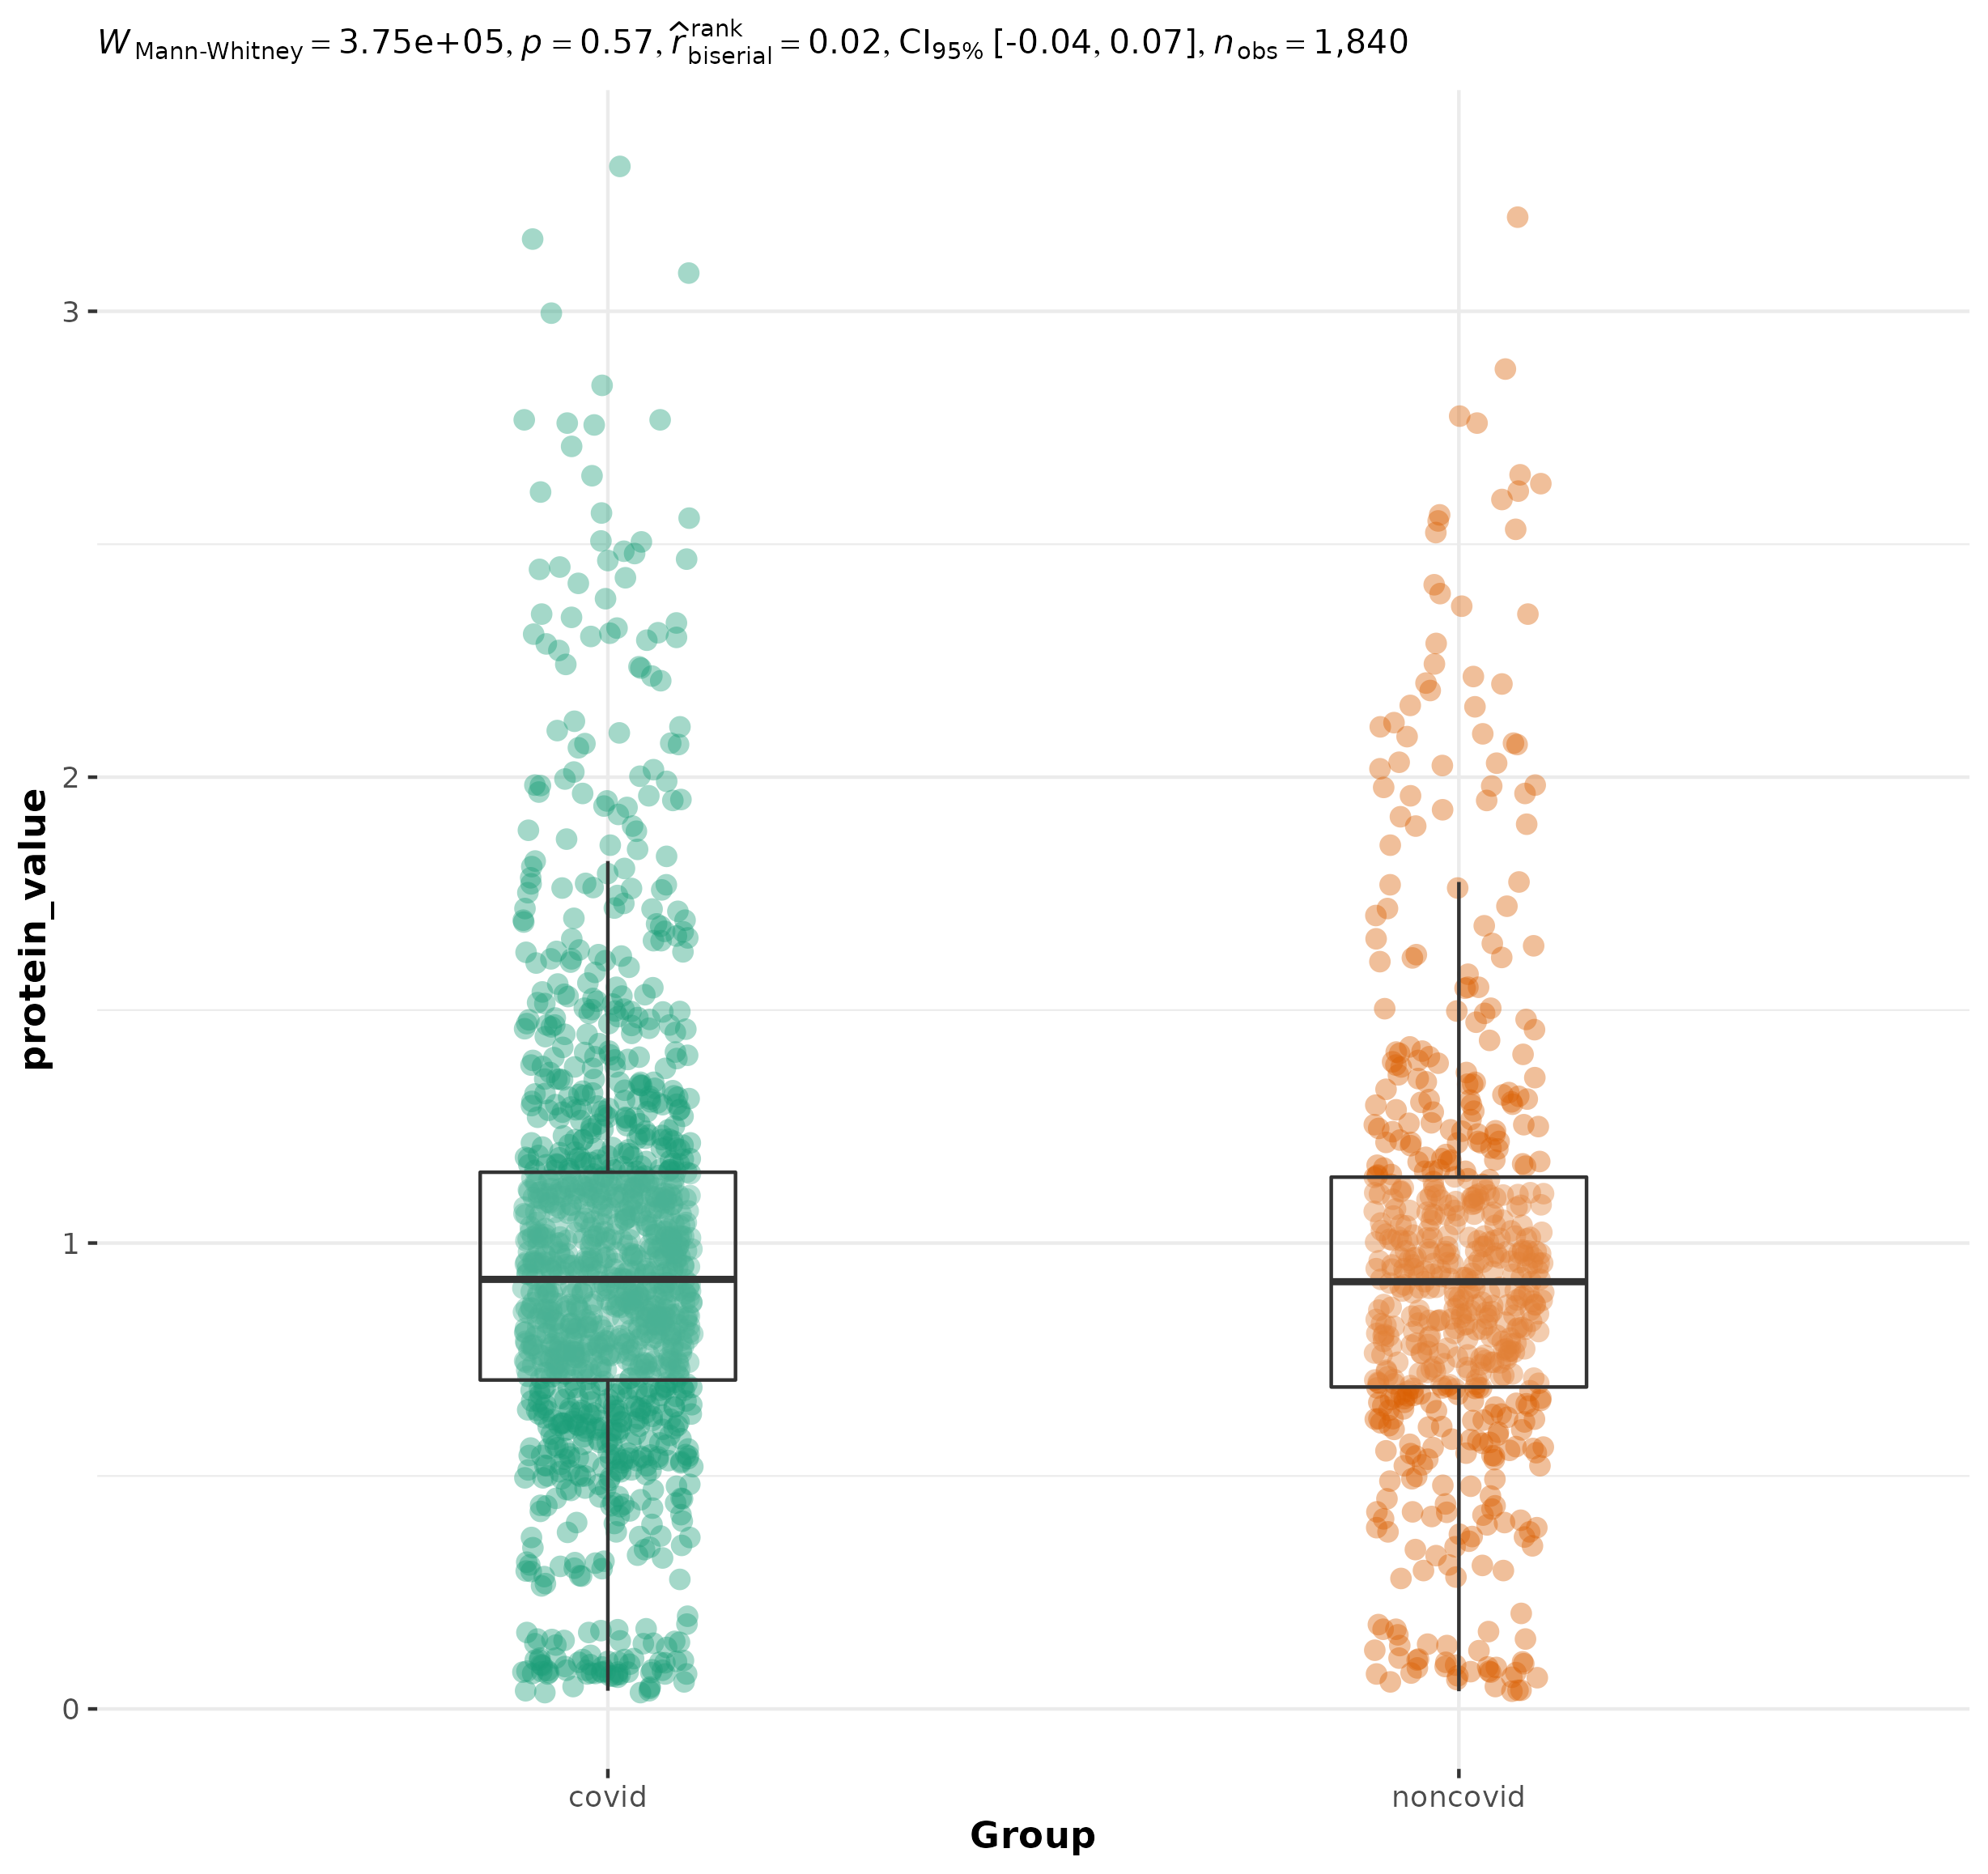 W Mann-Whitney = 3.75e+05, p = 0.57, r̂ rank biserial = 0.02, CI95% [-0.04, 0.07], nobs = 1,840
protein_value
3
2
1
0
covid noncovid
Group